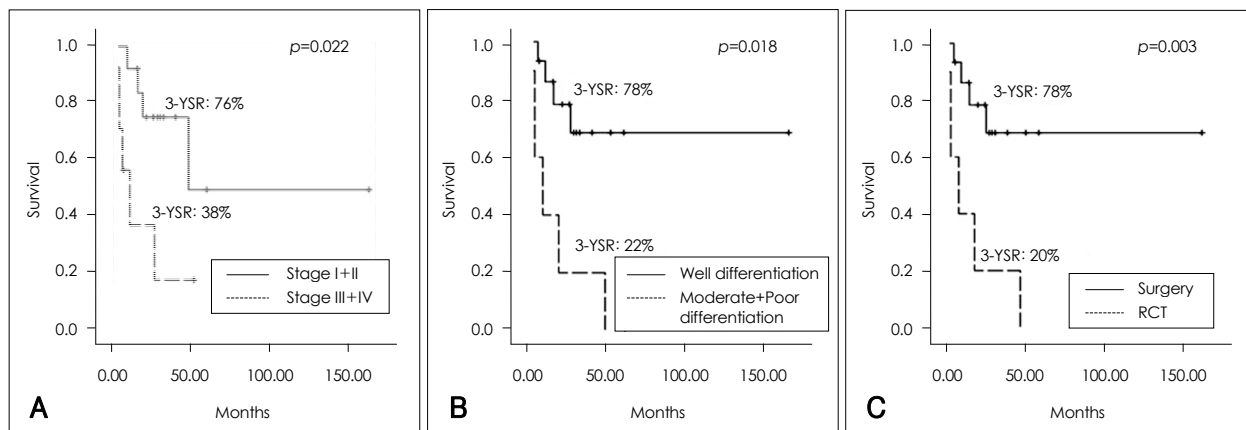 p=0.022
1.0
0.8
0.6
0.4
0.2
0.0
Survival
3-YSR: 76%
3-YSR: 38%
Stage I+II
Stage III+IV
0.00 50.00 100.00 150.00
Months
A
p=0.018
1.0
0.8
0.6
0.4
0.2
0.0
Survival
3-YSR: 78%
3-YSR: 22%
Well differentiation
Moderate+Poor
differentiation
0.00 50.00 100.00 150.00
Months
B
p=0.003
1.0
0.8
0.6
0.4
0.2
0.0
Survival
3-YSR: 78%
3-YSR: 20%
Surgery
RCT
0.00 50.00 100.00 150.00
Months
C